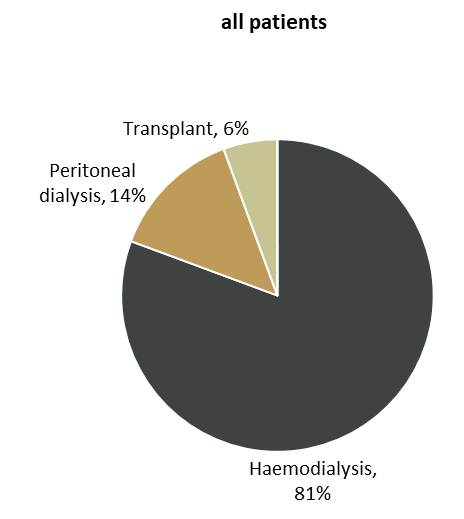 all patients
Transplant, 6%
Peritoneal
dialysis, 14%
Haemodialysis,
81%